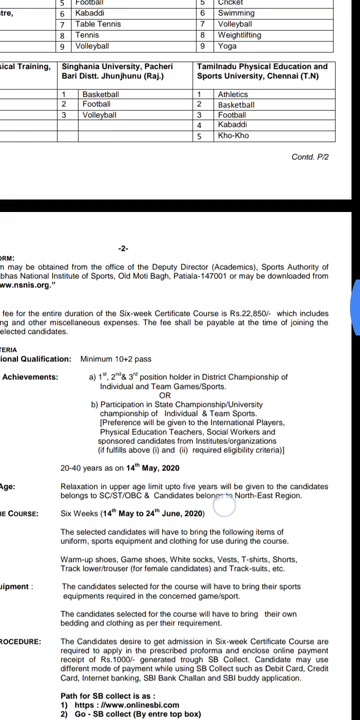 5 Football 5 Cricket
tre, 6 Kabaddi 6 Swimming
7 Table Tennis 7 Volleyball
8 Tennis 8 Weightlifting
9 Volleyball 9 Yoga
sical Training, Singhania University, Pacheri Tamilnadu Physical Education and
Bari Distt. Jhunjhunu (Raj.) Sports University, Chennai (T.N)
1 Basketball 1 Athletics
2 Football 2 Basketball
3 Volleyball 3 Football
4 Kabaddi
5 Kho-Kho
Contd. P/2
-2-
ORM:
n may be obtained from the office of the Deputy Director (Academics), Sports Authority of
bhas National Institute of Sports, Old Moti Bagh, Patiala-147001 or may be downloaded from
ww.nsnis.org."
fee for the entire duration of the Six-week Certificate Course is Rs.22,850/- which includes
ng and other miscellaneous expenses. The fee shall be payable at the time of joining the
elected candidates.
TERIA
ional Qualification: Minimum 10+2 pass
Achievements: a) 1st, 2nd& 3rd position holder in District Championship of
Individual and Team Games/Sports.
OR
b) Participation in State Championship/University
championship of Individual & Team Sports.
[Preference will be given to the International Players,
Physical Education Teachers, Social Workers and
sponsored candidates from Institutes/organizations
(if fulfills above (i) and (ii) required eligibility criteria)]
20-40 years as on 14th May, 2020
Age: Relaxation in upper age limit upto five years will be given to the candidates
belongs to SC/ST/OBC & Candidates belongs to North-East Region.
HE COURSE: Six Weeks (14th May to 24th June, 2020)
The selected candidates will have to bring the following items of
uniform, sports equipment and clothing for use during the course.
Warm-up shoes, Game shoes, White socks, Vests, T-shirts, Shorts,
Track lower/trouser (for female candidates) and Track-suits, etc.
uipment : The candidates selected for the course will have to bring their sports
equipments required in the concerned game/sport.
The candidates selected for the course will have to bring their own
bedding and clothing as per their requirement.
ROCEDURE: The Candidates desire to get admission in Six-week Certificate Course are
required to apply in the prescribed proforma and enclose online payment
receipt of Rs.1000/- generated trough SB Collect. Candidate may use
different mode of payment while using SB Collect such as Debit Card, Credit
Card, Internet banking, SBI Bank Challan and SBI buddy application.
Path for SB collect is as :
1) https : //www.onlinesbi.com
2) Go - SB collect (By entre top box)